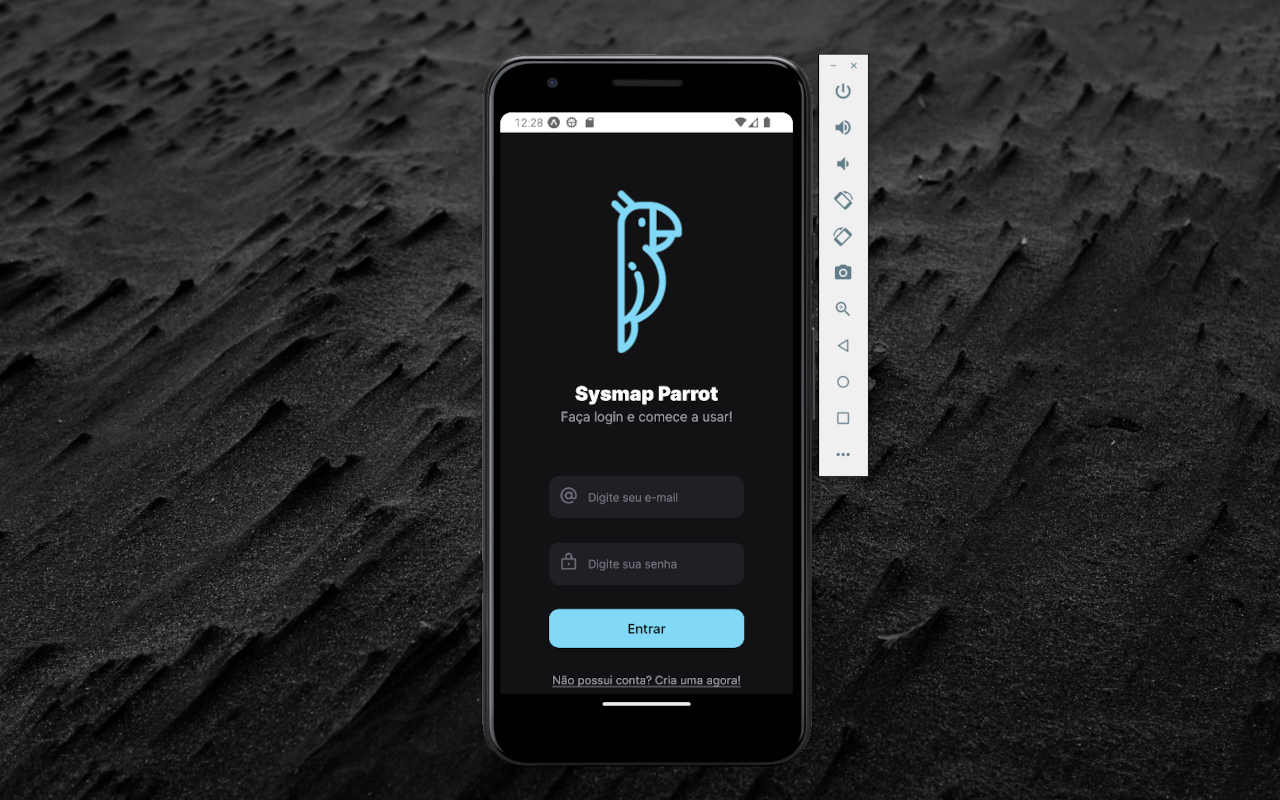 12:28
Sysmap Parrot
Faça login e comece a usar!
Digite seu e-mail
Digite sua senha
Entrar
Não possui conta? Cria uma agora!